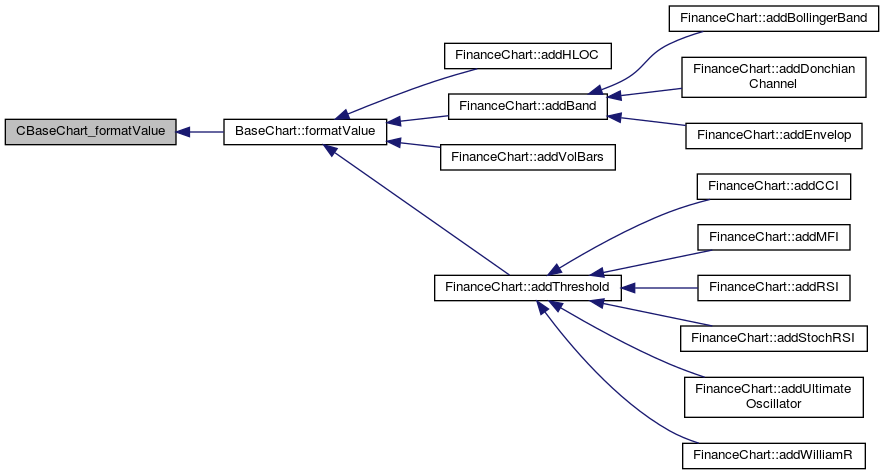 CBaseChart_formatValue
BaseChart::formatValue
FinanceChart::addHLOC
FinanceChart::addBand
FinanceChart::addVolBars
FinanceChart::addThreshold
FinanceChart::addBollingerBand
FinanceChart::addDonchian
Channel
FinanceChart::addEnvelop
FinanceChart::addCCI
FinanceChart::addMFI
FinanceChart::addRSI
FinanceChart::addStochRSI
FinanceChart::addUltimate
Oscillator
FinanceChart::addWilliamR